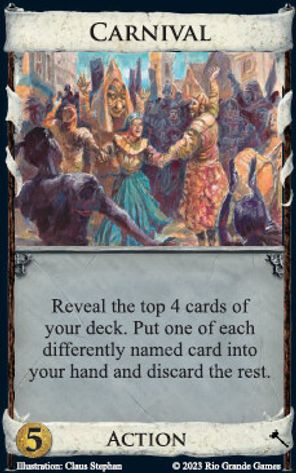 CARNIVAL
Reveal the top 4 cards of
your deck. Put one of each
differently named card into
your hand and discard the rest.
5
ACTION
Illustration: Claus Stephan
© 2023 Rio Grande Games